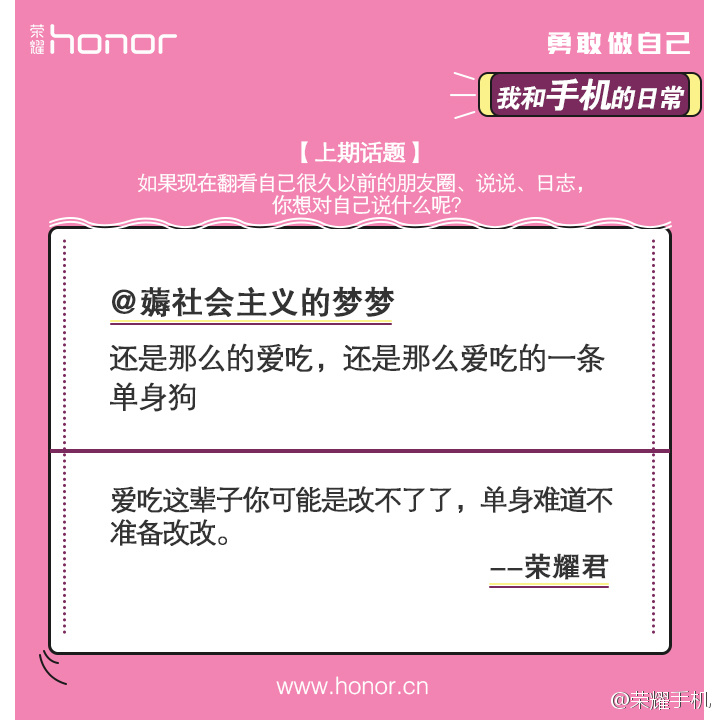 荣耀 honor
勇敢做自己
我和手机的日常
【 上期话题 】
如果现在翻看自己很久以前的朋友圈、说说、日志，
你想对自己说什么呢?
@薅社会主义的梦梦
还是那么的爱吃，还是那么爱吃的一条
单身狗
爱吃这辈子你可能是改不了了，单身难道不
准备改改。
--荣耀君
www.honor.cn
@荣耀手机